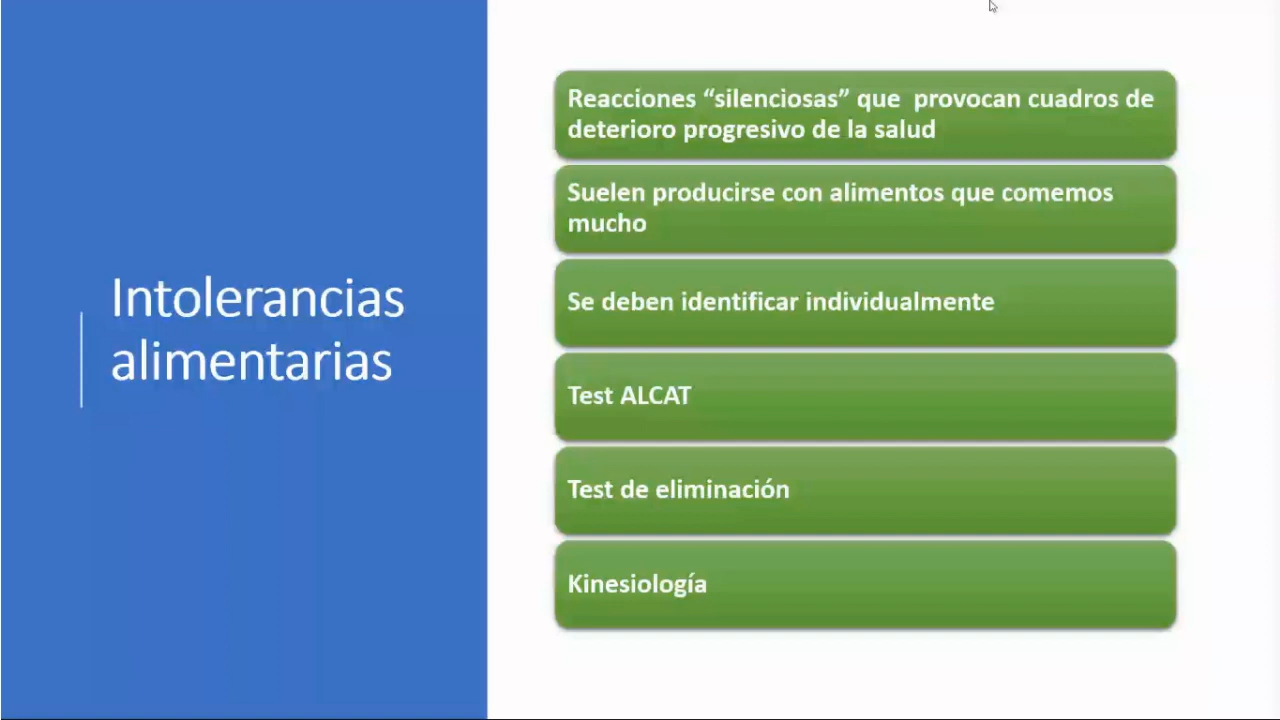 Intolerancias
alimentarias
Reacciones “silenciosas” que provocan cuadros de
deterioro progresivo de la salud
Suelen producirse con alimentos que comemos
mucho
Se deben identificar individualmente
Test ALCAT
Test de eliminación
Kinesiología